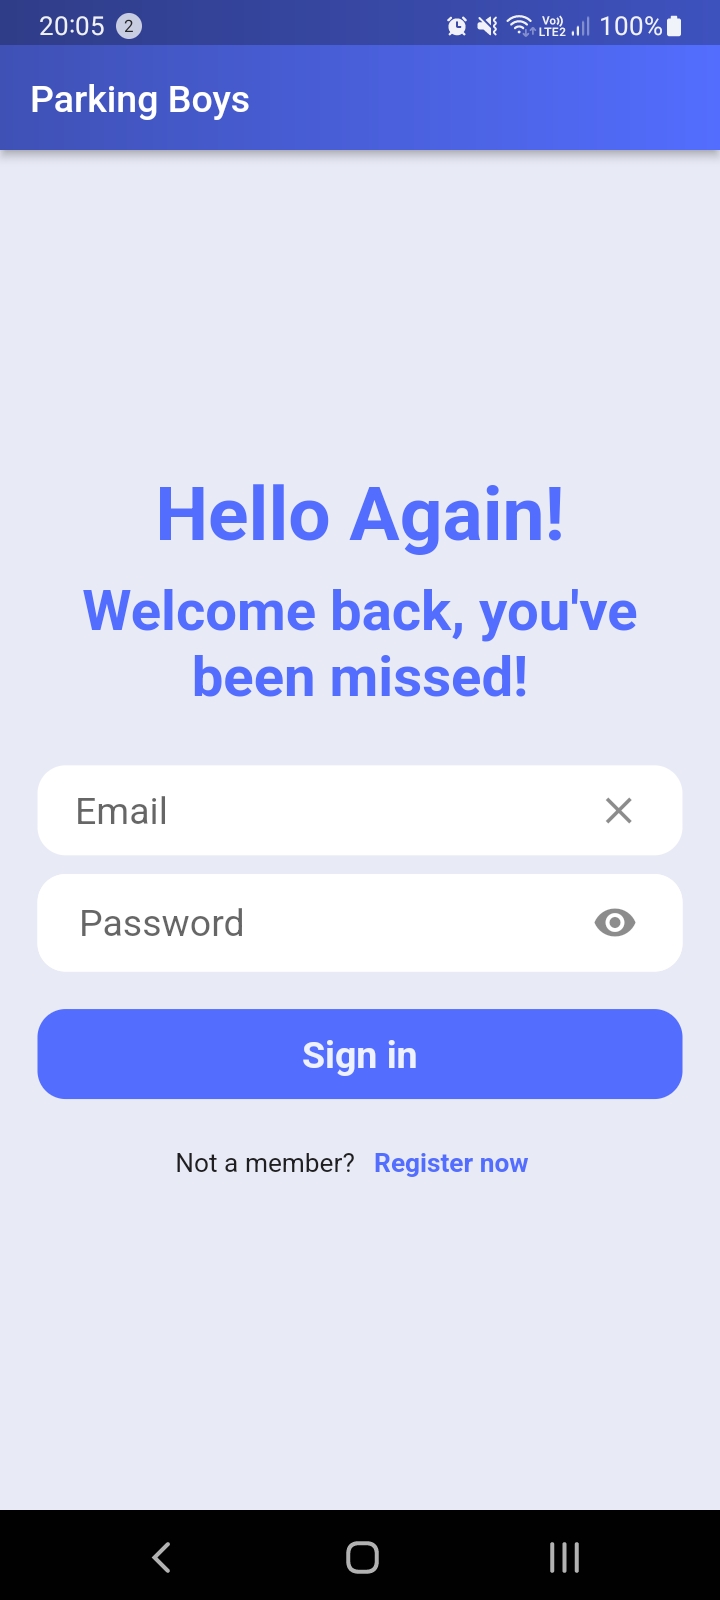 20:05 2 Vo)) LTE2 100%
Parking Boys
Hello Again!
Welcome back, you've
been missed!
Email
Password
Sign in
Not a member? Register now